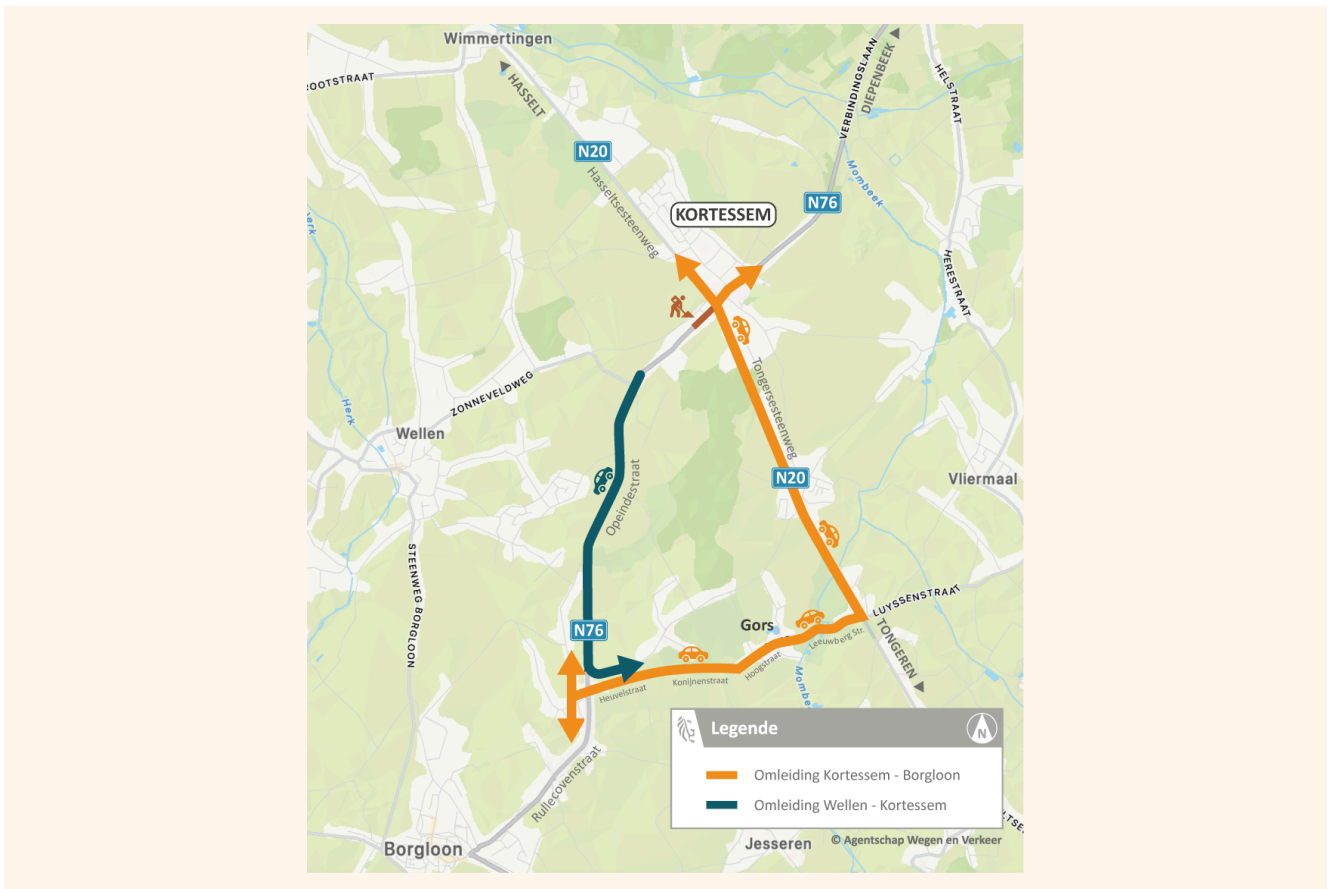 Wimmertingen
ROOTSTRAAT
HASSELT
VERBINDINGSLAAN
DIEPENBEEK
HELSTRAAT
N20
Hasseltsesteenweg
Mombeek
N76
KORTESSEM
Herk
HERESTRAAT
Tongersesteenweg
ZONNEVELDWEG
Herk
Wellen
Opeindestraat
N20
Vliermaal
STEENWEG BORGLOON
LUYSSENSTRAAT
N76
Gors
Leeuwberg Str.
TONGEREN
Hoogstraat
Konijnenstraat
Heuvelstraat
Mombe
Legende
N
Rullecovenstraat
Omleiding Kortessem - Borgloon
Omleiding Wellen - Kortessem
LTSE
Borgloon
Jesseren
© Agentschap Wegen en Verkeer